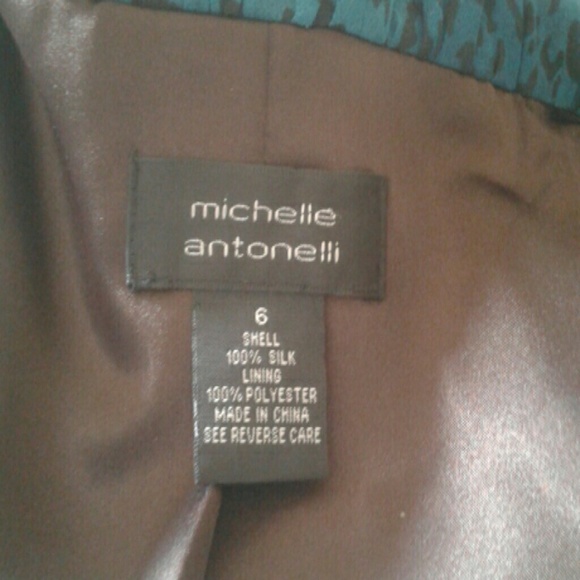 michelle
antonelli
6
SHELL
100% SILK
LINING
100% POLYESTER
MADE IN CHINA
SEE REVERSE CARE